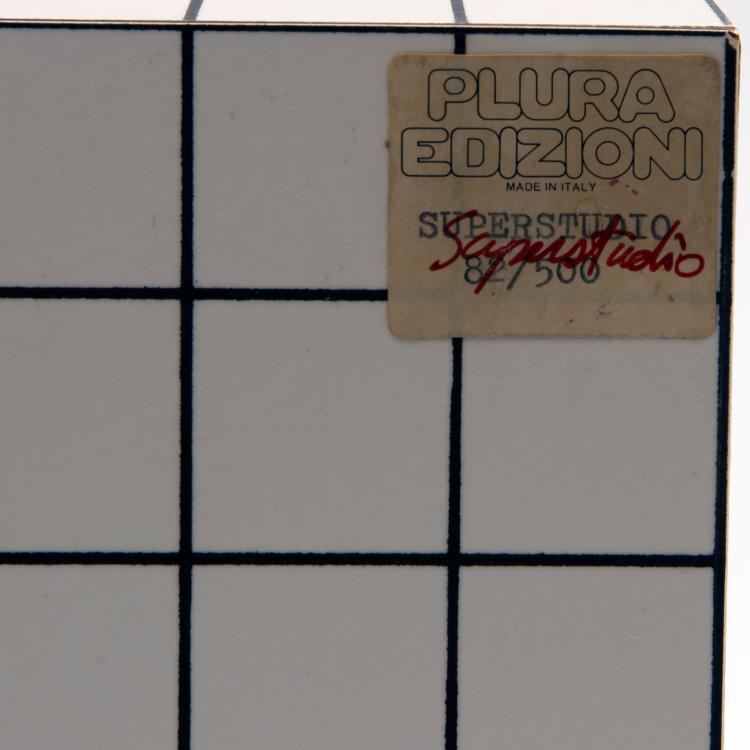 PLURA
EDIZIONI
MADE IN ITALY
SUPERSTUDIO
Superstudio
82/500